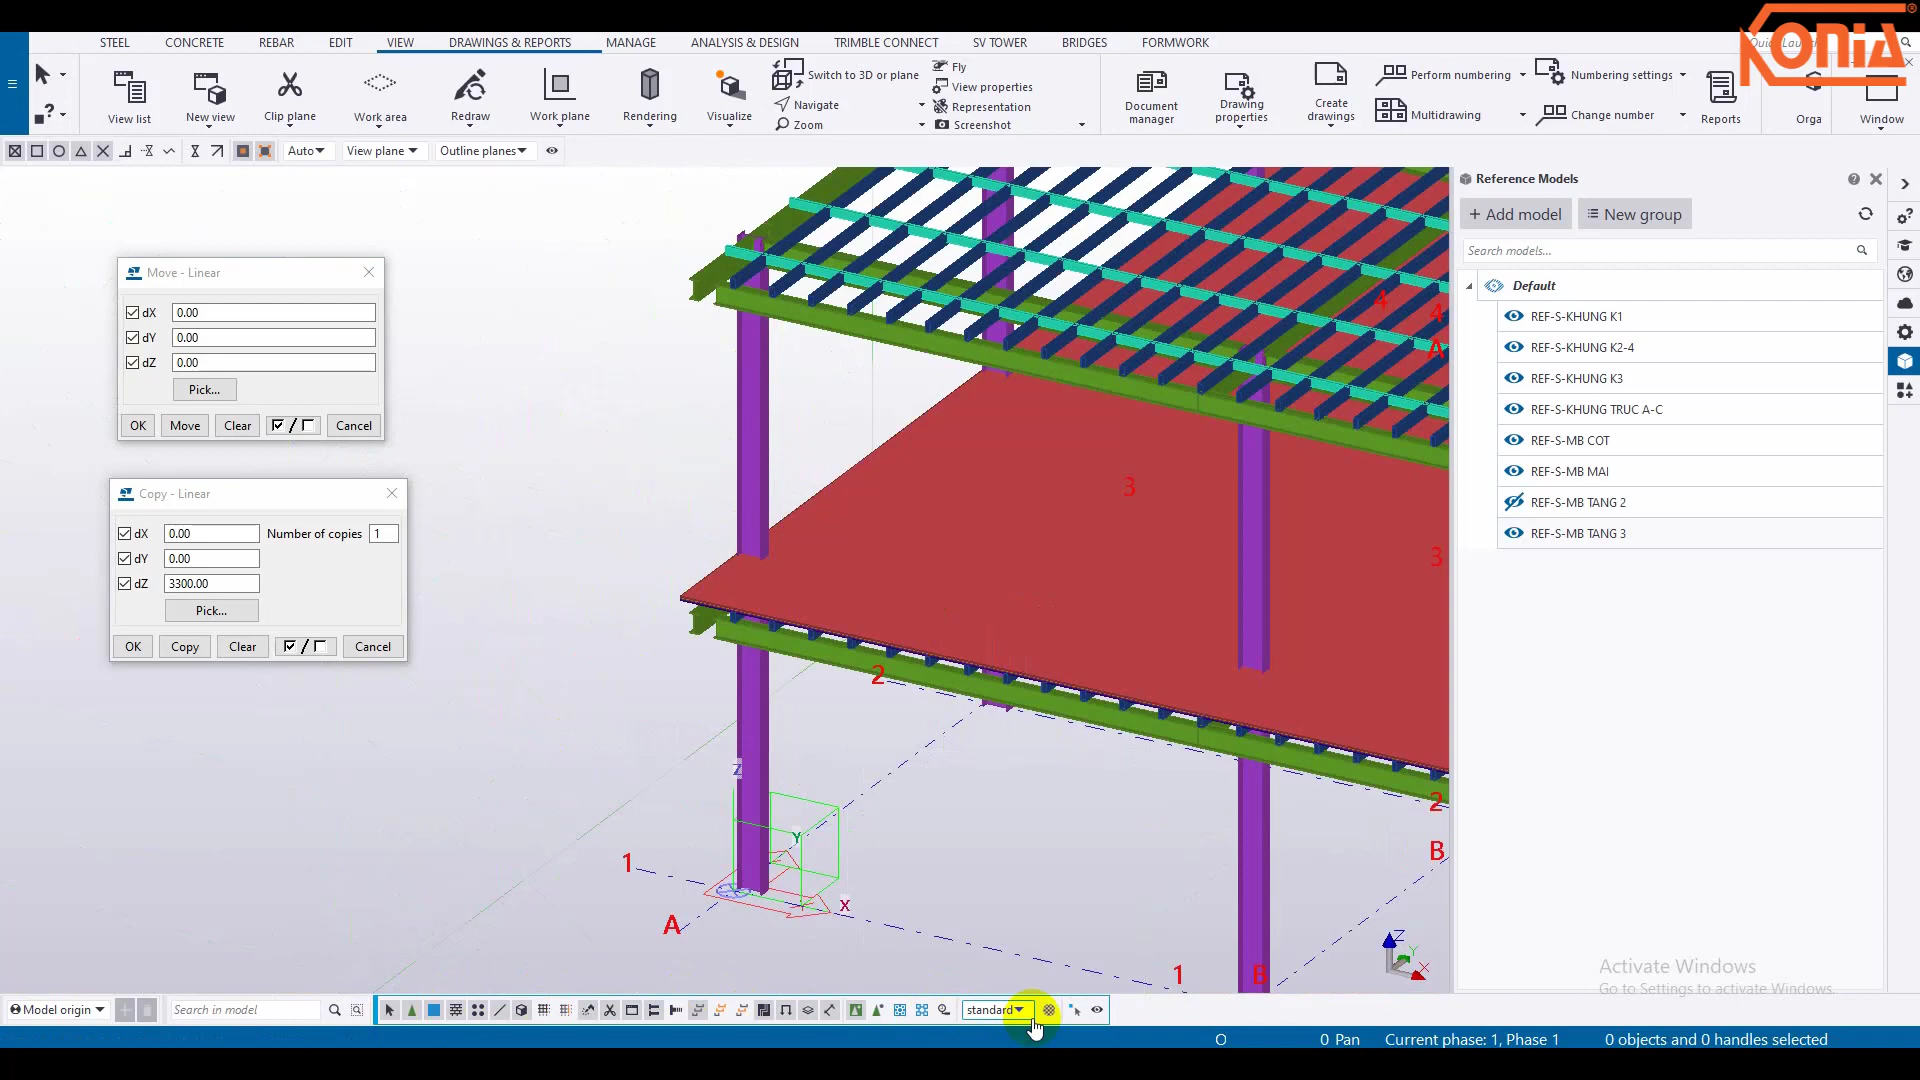 KONIA®
STEEL CONCRETE REBAR EDIT VIEW DRAWINGS & REPORTS MANAGE ANALYSIS & DESIGN TRIMBLE CONNECT SV TOWER BRIDGES FORMWORK
View list
New view
Clip plane
Work area
Redraw
Work plane
Rendering
Visualize
Switch to 3D or plane
Navigate
Zoom
Fly
View properties
Representation
Screenshot
Document manager
Drawing properties
Create drawings
Perform numbering
Multidrawing
Numbering settings
Change number
Reports
Orga
Window
Auto
View plane
Outline planes
Move - Linear
dX 0.00
dY 0.00
dZ 0.00
Pick...
OK Move Clear / Cancel
Copy - Linear
dX 0.00 Number of copies 1
dY 0.00
dZ 3300.00
Pick...
OK Copy Clear / Cancel
4
4
A
3
3
2
2
Z
Y
X
1
A
B
1
B
Z
Y
X
Reference Models
+ Add model New group
Search models...
Default
REF-S-KHUNG K1
REF-S-KHUNG K2-4
REF-S-KHUNG K3
REF-S-KHUNG TRUC A-C
REF-S-MB COT
REF-S-MB MAI
REF-S-MB TANG 2
REF-S-MB TANG 3
Activate Windows
Go to Settings to activate Windows.
Model origin
Search in model
standard
O 0 Pan Current phase: 1, Phase 1 0 objects and 0 handles selected